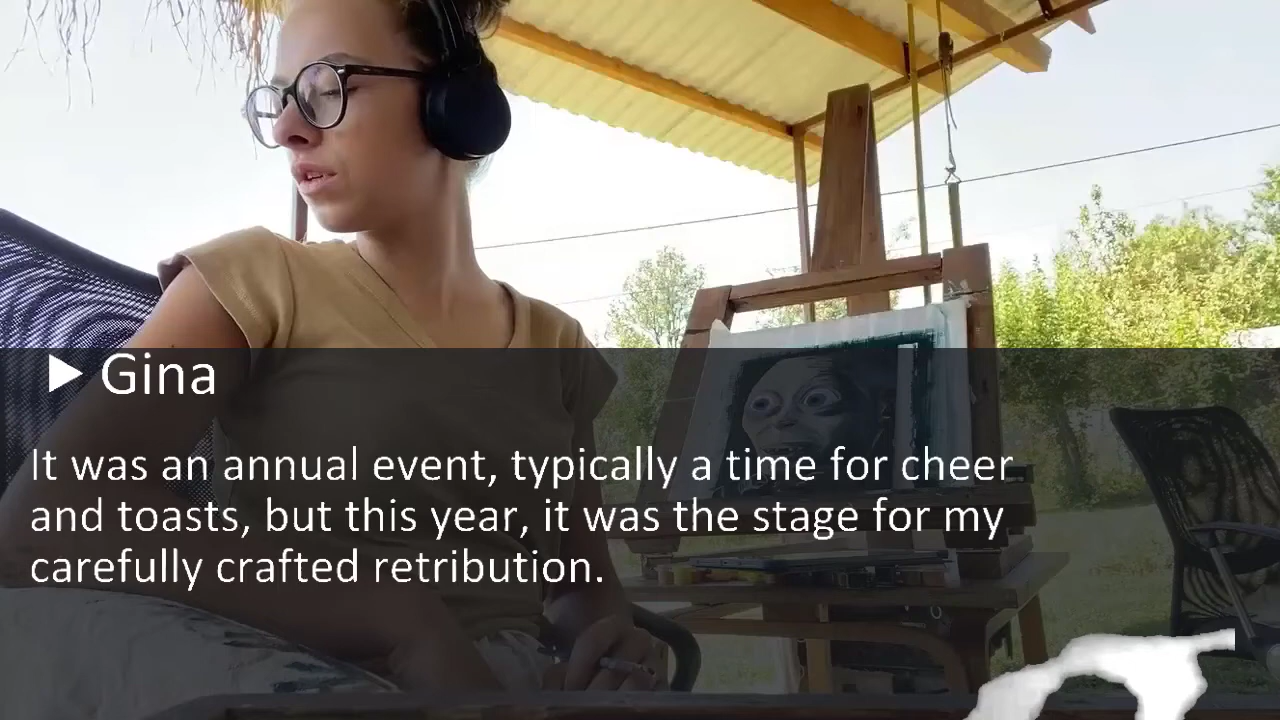 Gina
It was an annual event, typically a time for cheer
and toasts, but this year, it was the stage for my
carefully crafted retribution.